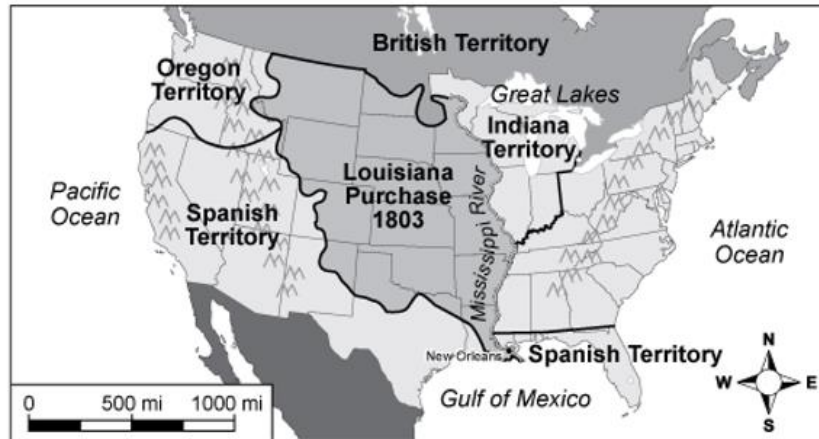 British Territory
Oregon
Territory
Great Lakes
Indiana
Territory
Louisiana
Purchase
1803
Mississippi River
Pacific
Ocean
Spanish
Territory
Atlantic
Ocean
New Orleans
Spanish Territory
Gulf of Mexico
N
W E
S
0 500 mi 1000 mi